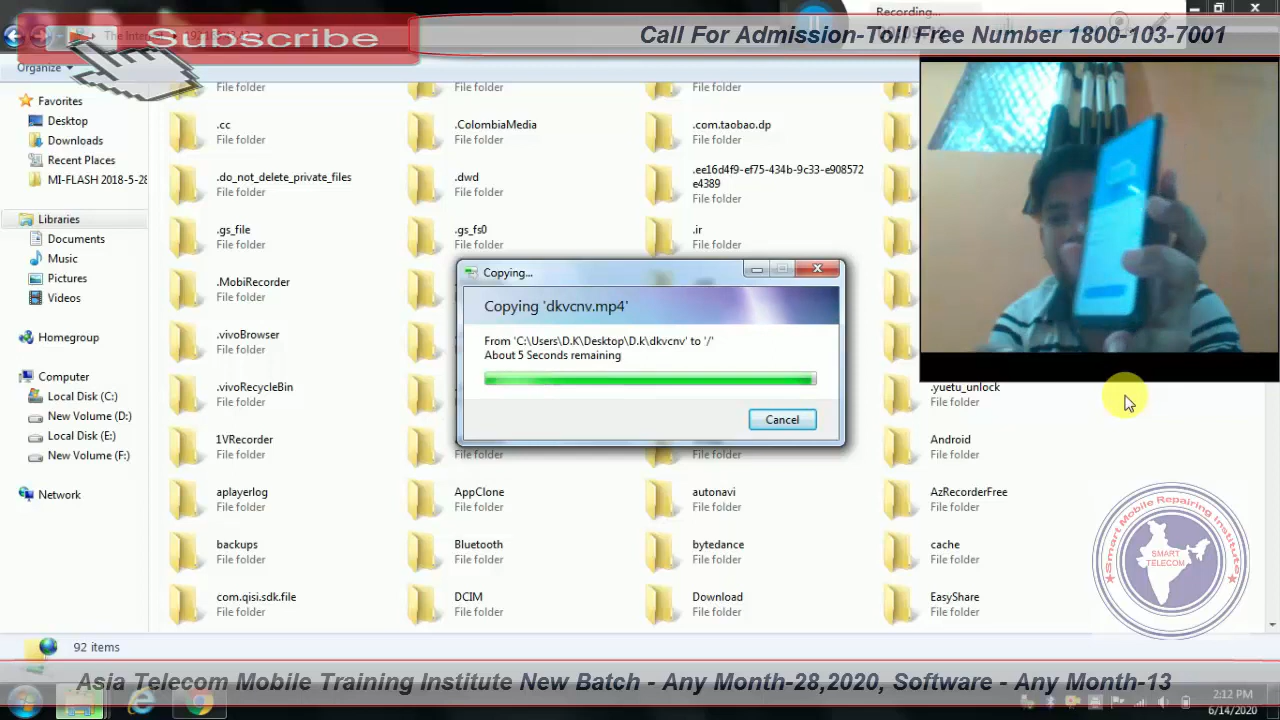 Recording...
Subscribe
Call For Admission-Toll Free Number 1800-103-7001
The Internet
Organize
Favorites
Desktop
Downloads
Recent Places
MI-FLASH 2018-5-28
Libraries
Documents
Music
Pictures
Videos
Homegroup
Computer
Local Disk (C:)
New Volume (D:)
Local Disk (E:)
New Volume (F:)
Network
File folder
File folder
File folder
.cc
File folder
.ColombiaMedia
File folder
.com.taobao.dp
File folder
.do_not_delete_private_files
File folder
.dwd
File folder
.ee16d4f9-ef75-434b-9c33-e908572
e4389
File folder
.gs_file
File folder
.gs_fs0
File folder
.ir
File folder
.MobiRecorder
File folder
.vivoBrowser
File folder
.vivoRecycleBin
File folder
.yuetu_unlock
File folder
Copying...
Copying 'dkvcnv.mp4'
From 'C:\Users\D.K\Desktop\D.k\dkvcnv' to '/'
About 5 Seconds remaining
Cancel
1VRecorder
File folder
File folder
File folder
Android
File folder
aplayerlog
File folder
AppClone
File folder
autonavi
File folder
AzRecorderFree
File folder
backups
File folder
Bluetooth
File folder
bytedance
File folder
cache
File folder
com.qisi.sdk.file
File folder
DCIM
File folder
Download
File folder
EasyShare
File folder
Smart Mobile Repairing Institute
SMART
TELECOM
92 items
Asia Telecom Mobile Training Institute New Batch - Any Month-28,2020, Software - Any Month-13
2:12 PM
6/14/2020